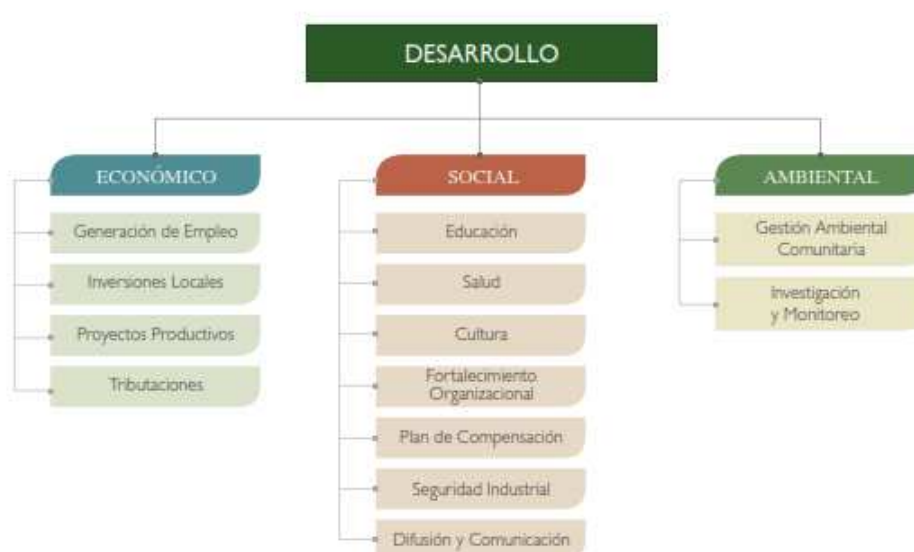 DESARROLLO
ECONÓMICO
Generación de Empleo
Inversiones Locales
Proyectos Productivos
Tributaciones
SOCIAL
Educación
Salud
Cultura
Fortalecimiento
Organizacional
Plan de Compensación
Seguridad Industrial
Difusión y Comunicación
AMBIENTAL
Gestión Ambiental
Comunitaria
Investigación
y Monitoreo